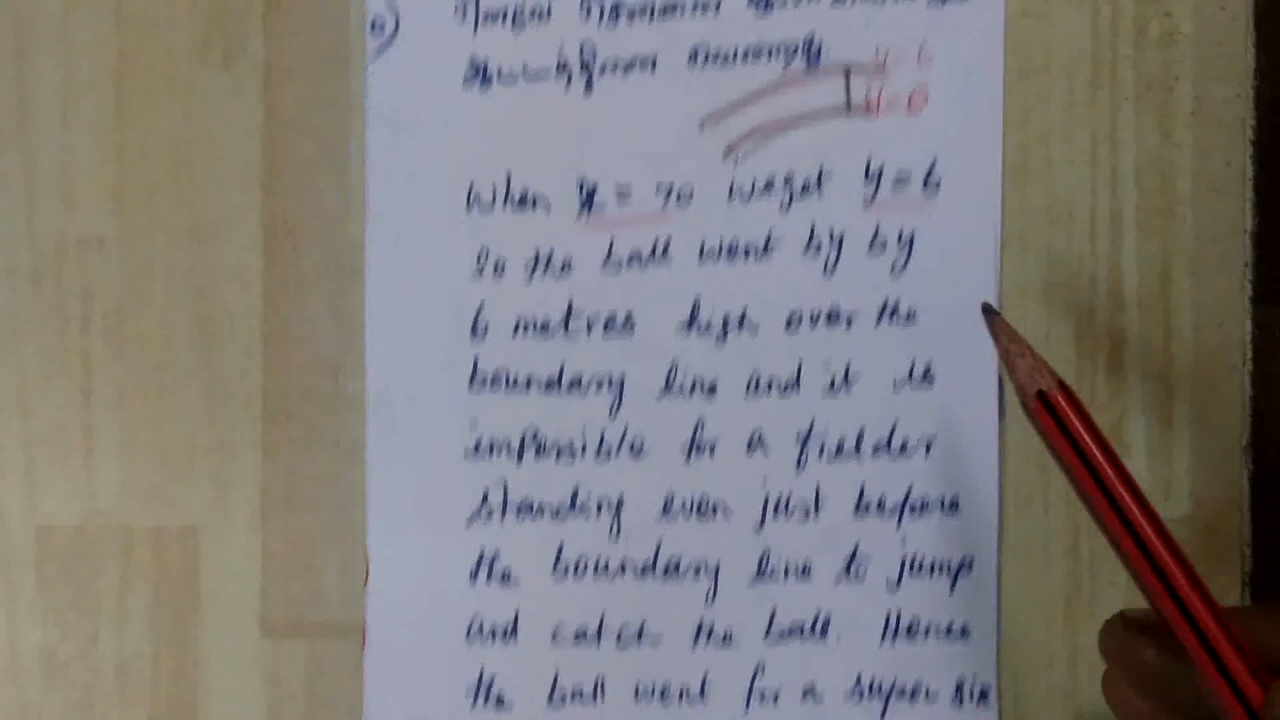 When x = 70 we get y = 6
So the ball went by by
6 metres high over the
boundary line and it is
impossible for a fielder
standing even just before
the boundary line to jump
and catch the ball. Hence
the ball went for a super six